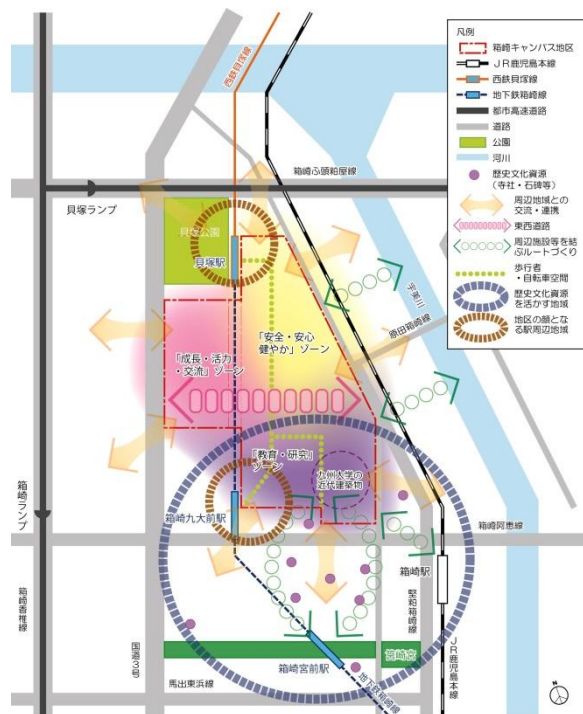 凡例
箱崎キャンパス地区
JR鹿児島本線
西鉄貝塚線
地下鉄箱崎線
都市高速道路
道路
公園
河川
歴史文化資源
（寺社・石碑等）
周辺地域との
交流・連携
東西道路
周辺施設等を結
ぶルートづくり
歩行者
・自転車空間
歴史文化資源
を活かす地域
地区の顔とな
る駅周辺地域
西鉄貝塚線
箱崎ふ頭粕屋線
貝塚ランプ
貝塚公園
貝塚駅
宇美川
原田箱崎線
「安全・安心
健やか」ゾーン
「成長・活力
・交流」ゾーン
「教育・研究」
ゾーン
九州大学の
近代建築物
箱崎ランプ
箱崎九大前駅
箱崎阿恵線
箱崎駅
箱崎香椎線
国道3号
堅粕箱崎線
JR鹿児島本線
筥崎宮
箱崎宮前駅
馬出東浜線
地下鉄箱崎線
N